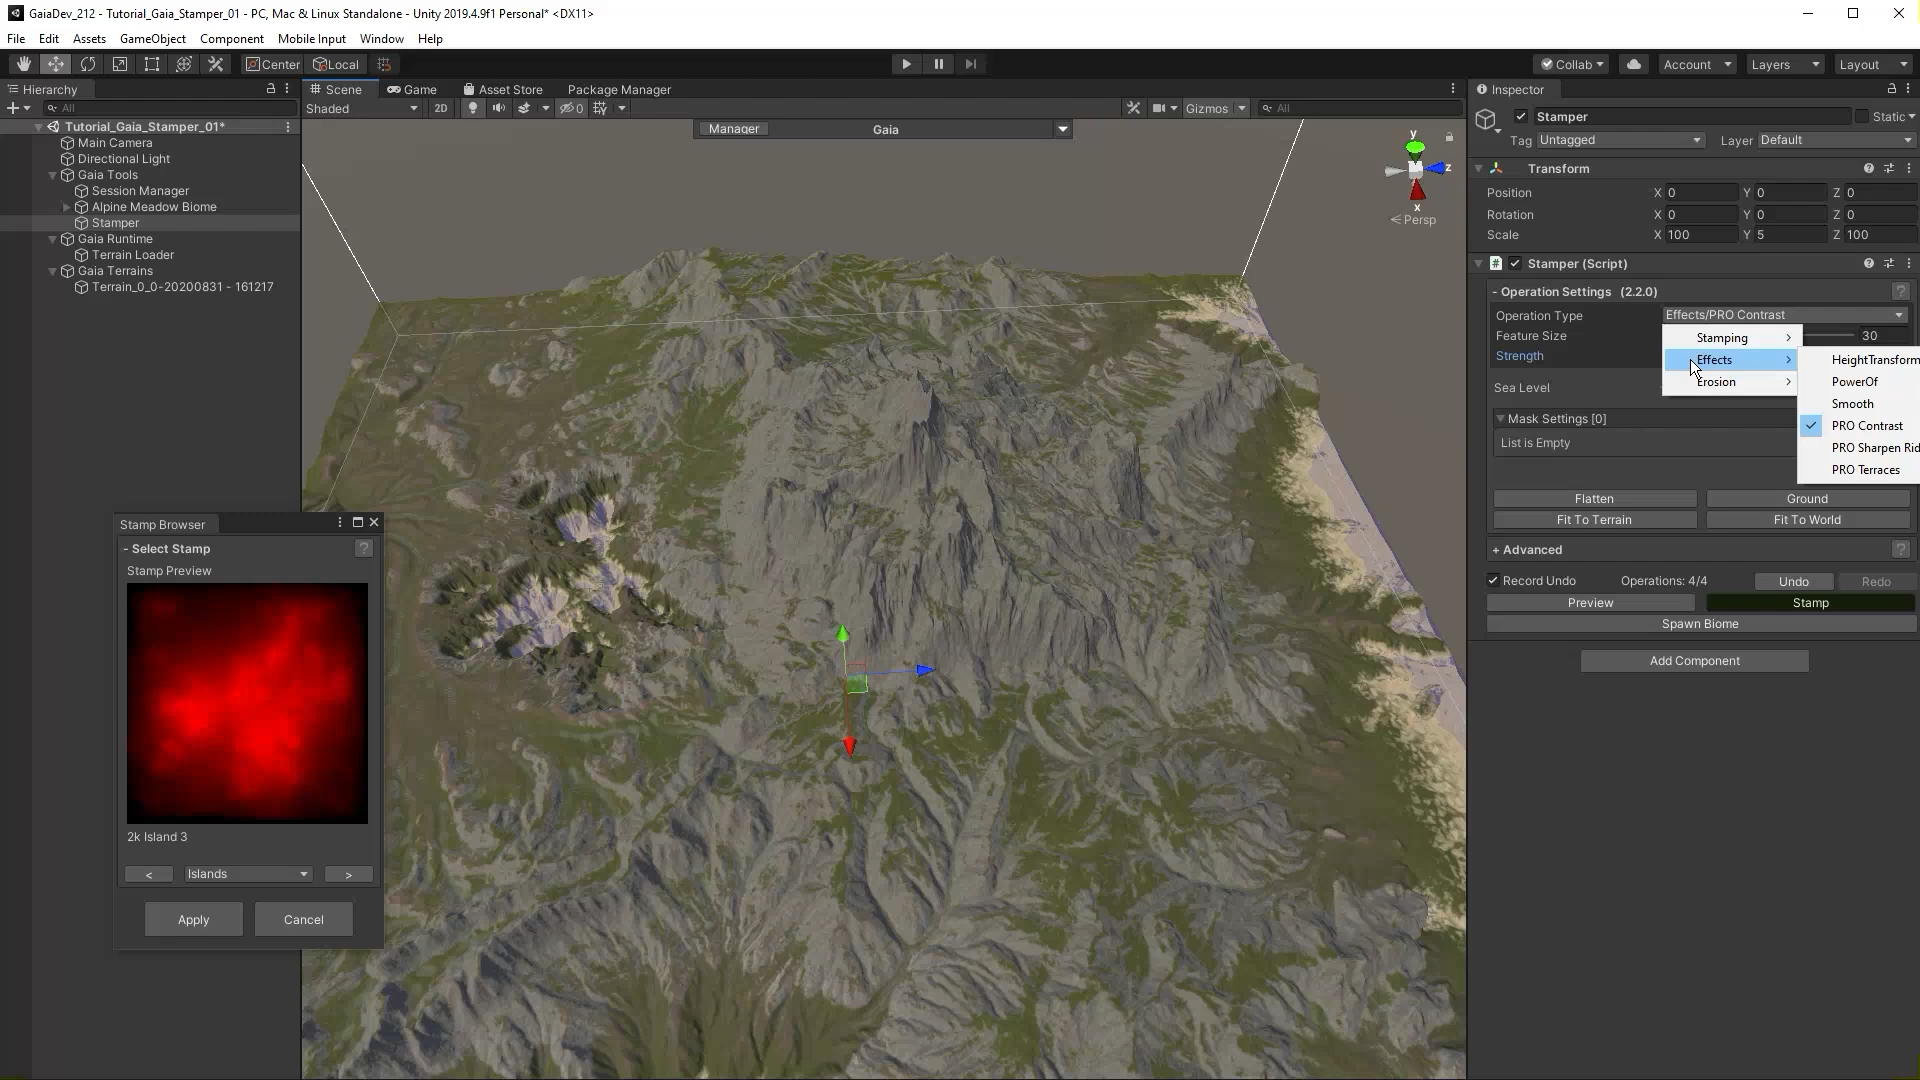 GaiaDev_212 - Tutorial_Gaia_Stamper_01 - PC, Mac & Linux Standalone - Unity 2019.4.9f1 Personal* <DX11>
File Edit Assets GameObject Component Mobile Input Window Help
Center Local Collab Account Layers Layout
Hierarchy
All
Tutorial_Gaia_Stamper_01*
Main Camera
Directional Light
Gaia Tools
Session Manager
Alpine Meadow Biome
Stamper
Gaia Runtime
Terrain Loader
Gaia Terrains
Terrain_0_0-20200831 - 161217
Scene Game Asset Store Package Manager
Shaded 2D 0 Gizmos All
Manager Gaia
y
z
x
< Persp
Stamp Browser
- Select Stamp ?
Stamp Preview
2k Island 3
< Islands >
Apply Cancel
Inspector
Stamper Static
Tag Untagged Layer Default
Transform
Position X 0 Y 0 Z 0
Rotation X 0 Y 0 Z 0
Scale X 100 Y 5 Z 100
# Stamper (Script)
- Operation Settings (2.2.0) ?
Operation Type Effects/PRO Contrast
Feature Size 30
Strength
Sea Level
Stamping >
Effects >
Erosion >
HeightTransform
PowerOf
Smooth
PRO Contrast
PRO Sharpen Rid
PRO Terraces
Mask Settings [0]
List is Empty
Flatten Ground
Fit To Terrain Fit To World
+ Advanced ?
Record Undo Operations: 4/4 Undo Redo
Preview Stamp
Spawn Biome
Add Component